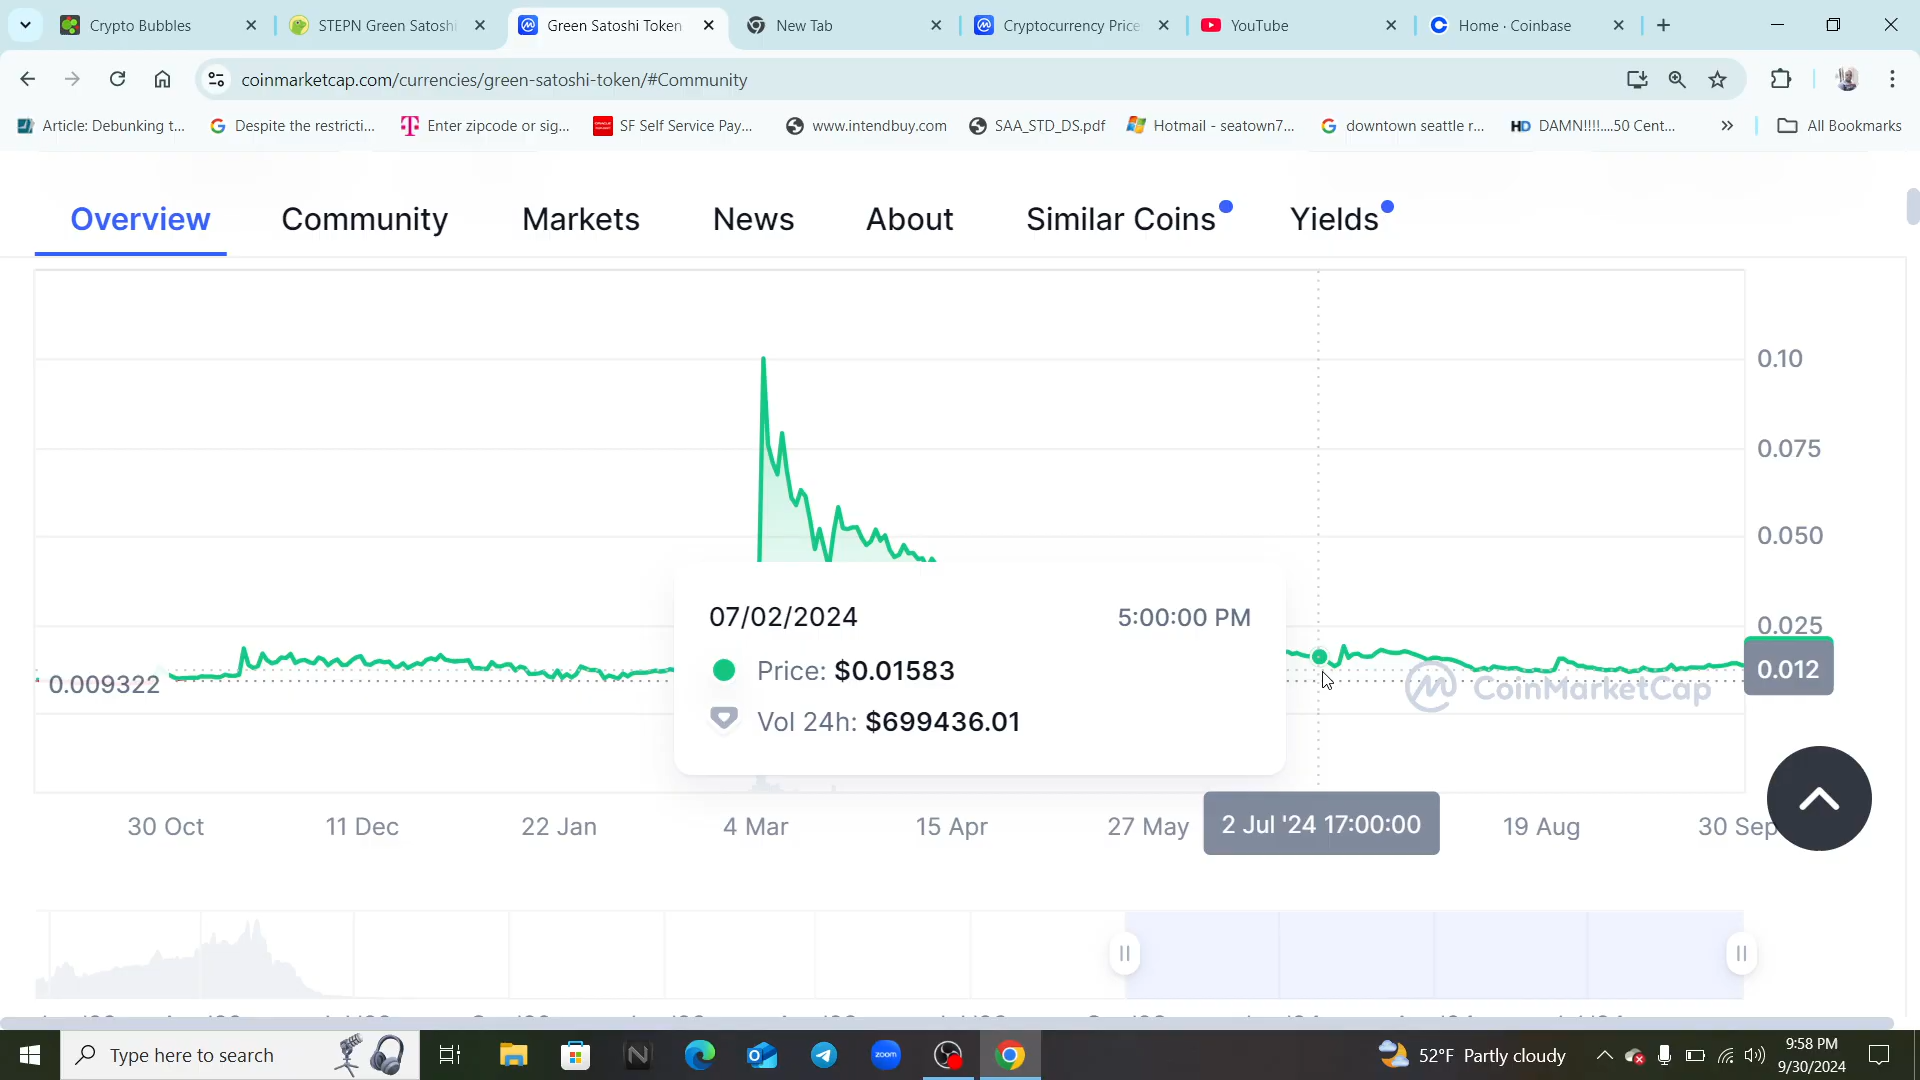 Crypto Bubbles
STEPN Green Satoshi
Green Satoshi Token
New Tab
Cryptocurrency Price
YouTube
Home · Coinbase
coinmarketcap.com/currencies/green-satoshi-token/#Community
Article: Debunking t...
Despite the restricti...
Enter zipcode or sig...
SF Self Service Pay...
www.intendbuy.com
SAA_STD_DS.pdf
Hotmail - seatown7...
downtown seattle r...
HD DAMN!!!!....50 Cent...
All Bookmarks
Overview
Community
Markets
News
About
Similar Coins
Yields
0.10
0.075
0.050
0.025
0.012
0.009322
07/02/2024 5:00:00 PM
Price: $0.01583
Vol 24h: $699436.01
CoinMarketCap
30 Oct
11 Dec
22 Jan
4 Mar
15 Apr
27 May
2 Jul '24 17:00:00
19 Aug
30 Sep
Type here to search
zoom
52°F Partly cloudy
9:58 PM
9/30/2024